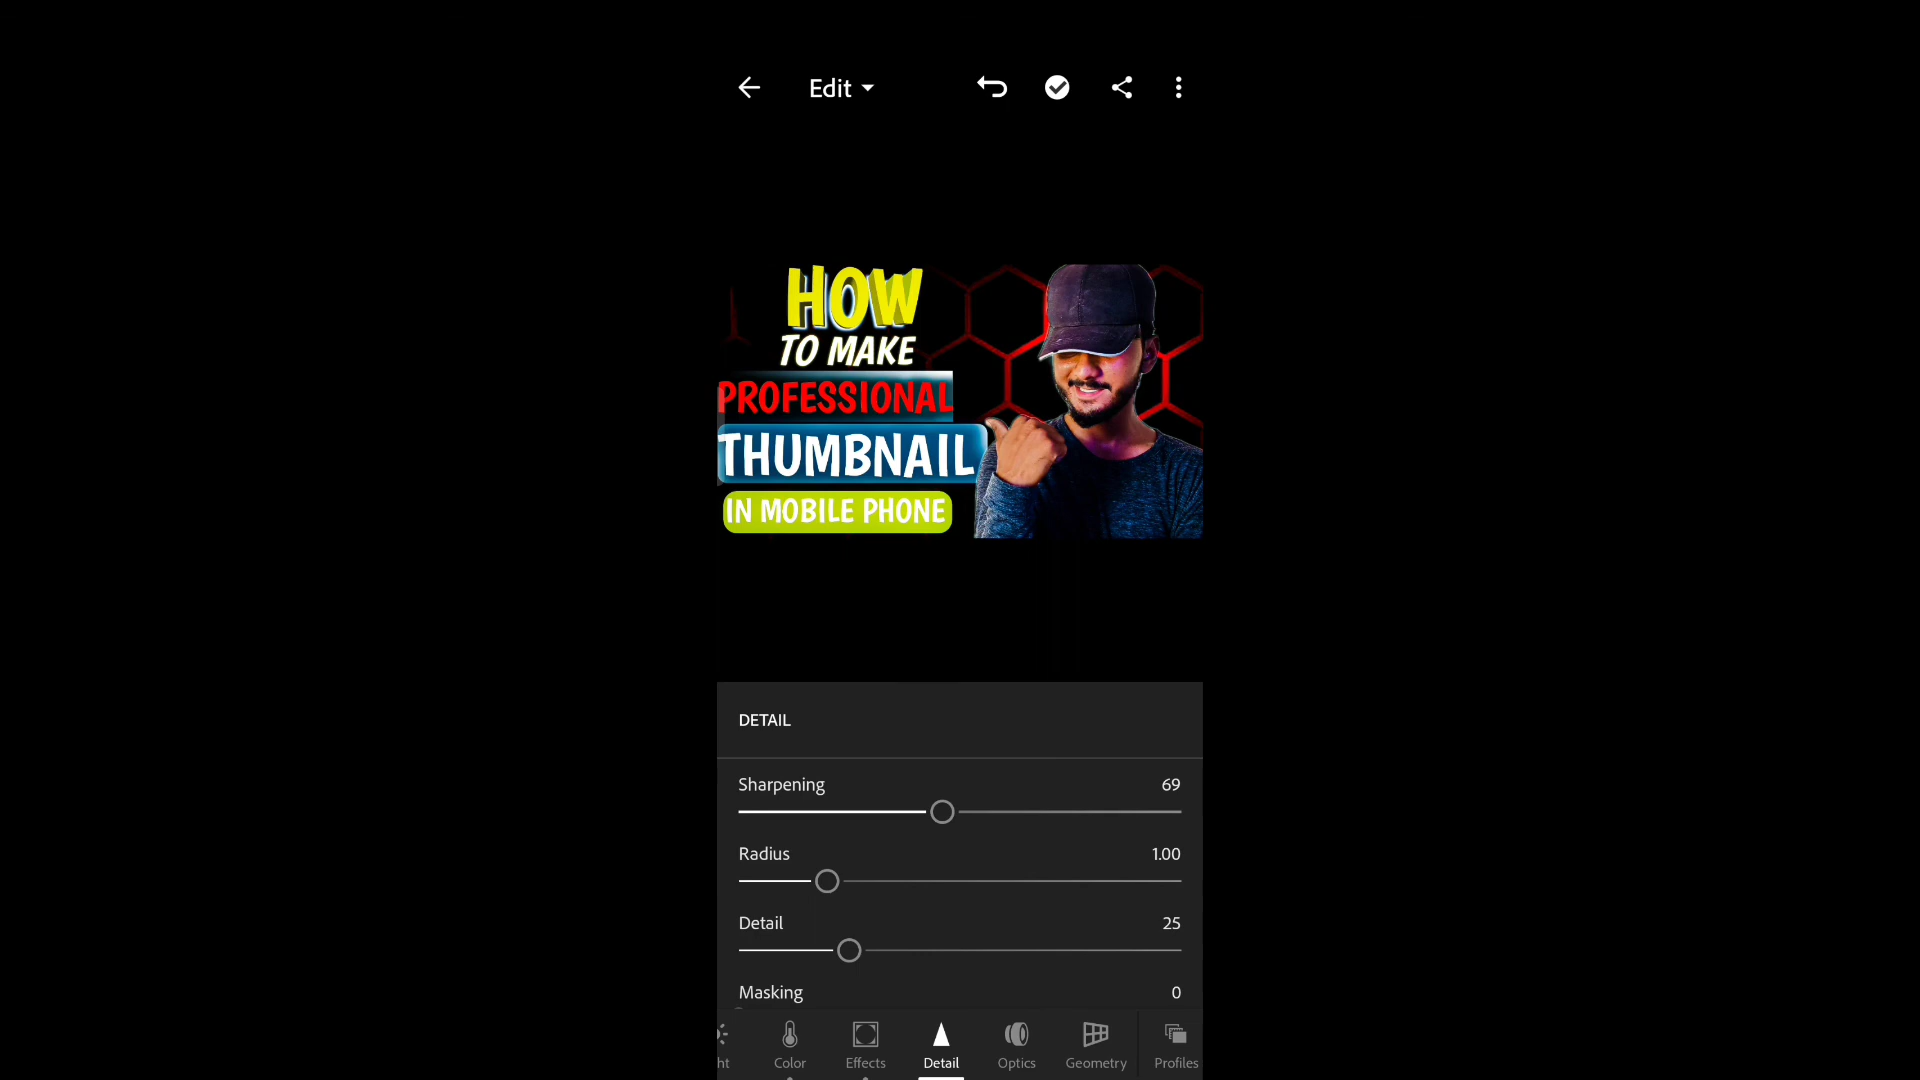 Edit
HOW
TO MAKE
PROFESSIONAL
THUMBNAIL
IN MOBILE PHONE
DETAIL
Sharpening 69
Radius 1.00
Detail 25
Masking 0
ht Color Effects Detail Optics Geometry Profiles